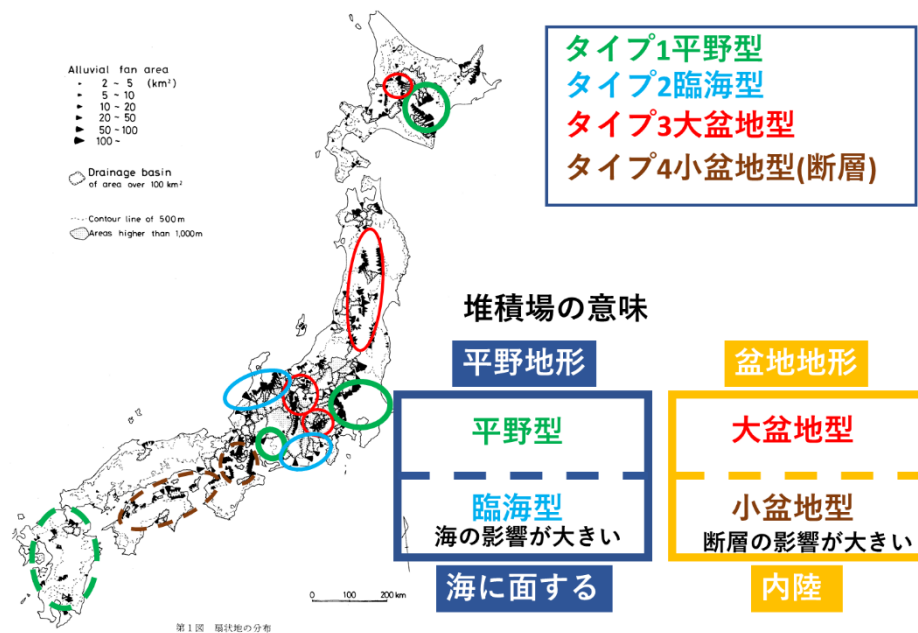 Alluvial fan area
2 ~ 5 (km²)
5 ~ 10
10 ~ 20
20 ~ 50
50 ~ 100
100 ~
Drainage basin
of area over 100 km²
Contour line of 500m
Areas higher than 1,000m
タイプ1平野型
タイプ2臨海型
タイプ3大盆地型
タイプ4小盆地型(断層)
堆積場の意味
平野地形
盆地地形
平野型
大盆地型
臨海型
海の影響が大きい
小盆地型
断層の影響が大きい
海に面する
内陸
0 100 200 km
第1図 扇状地の分布